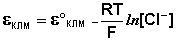 εклм = ε°клм - RT/F ln[Cl⁻]